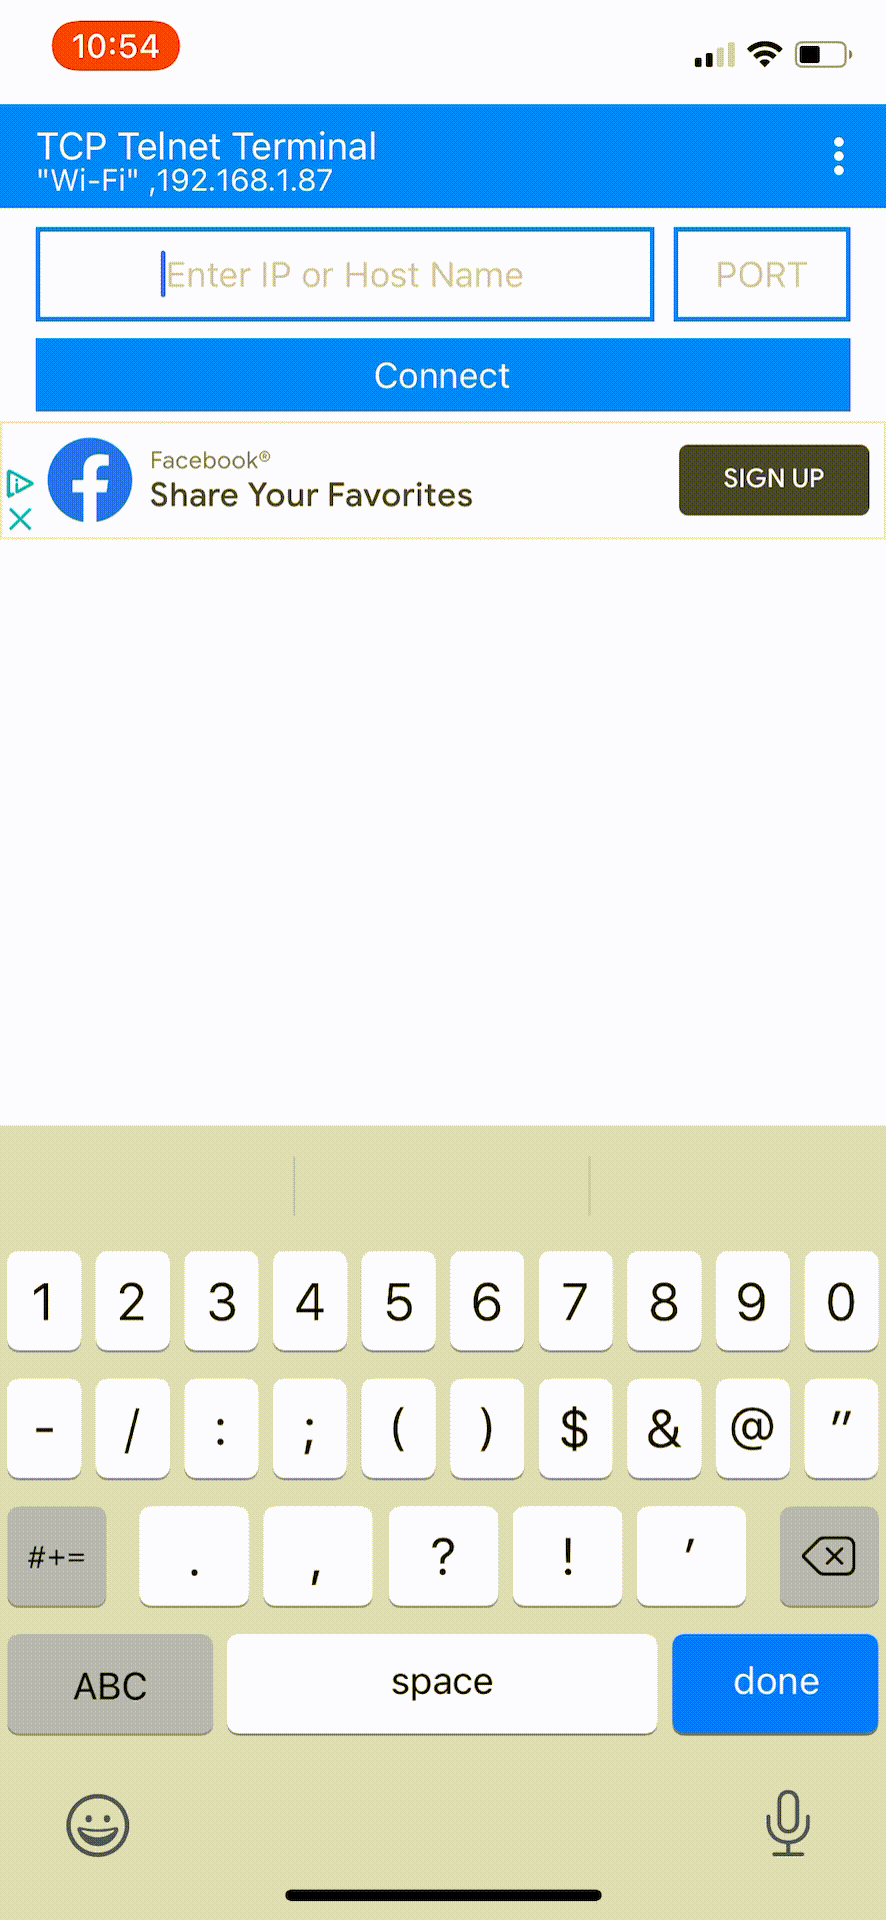 10:54
TCP Telnet Terminal
"Wi-Fi" ,192.168.1.87
Enter IP or Host Name PORT
Connect
Facebook®
Share Your Favorites
SIGN UP
1 2 3 4 5 6 7 8 9 0
- / : ; ( ) $ & @ "
#+= . , ? ! '
ABC space done